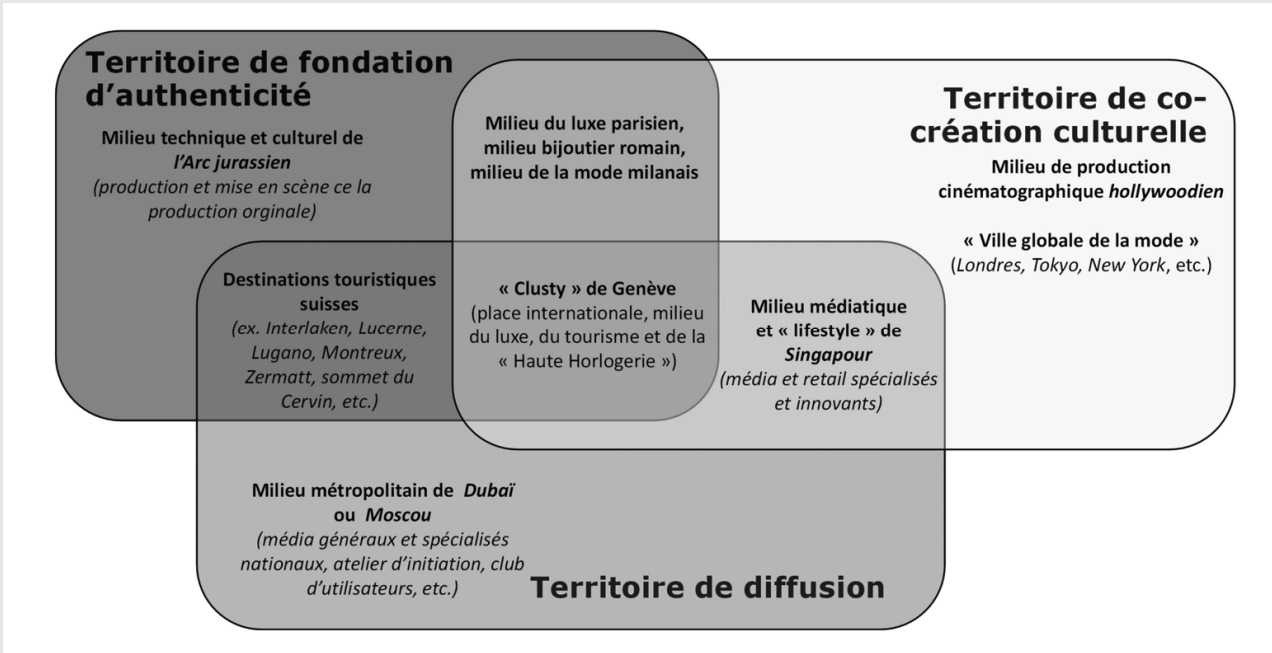 Territoire de fondation
d’authenticité
Milieu technique et culturel de
l’Arc jurassien
(production et mise en scène ce la
production orginale)
Milieu du luxe parisien,
milieu bijoutier romain,
milieu de la mode milanais
Territoire de co-
création culturelle
Milieu de production
cinématographique hollywoodien
« Ville globale de la mode »
(Londres, Tokyo, New York, etc.)
Destinations touristiques
suisses
(ex. Interlaken, Lucerne,
Lugano, Montreux,
Zermatt, sommet du
Cervin, etc.)
« Clusty » de Genève
(place internationale, milieu
du luxe, du tourisme et de la
« Haute Horlogerie »)
Milieu médiatique
et « lifestyle » de
Singapour
(média et retail spécialisés
et innovants)
Milieu métropolitain de Dubaï
ou Moscou
(média généraux et spécialisés
nationaux, atelier d’initiation, club
d’utilisateurs, etc.)
Territoire de diffusion